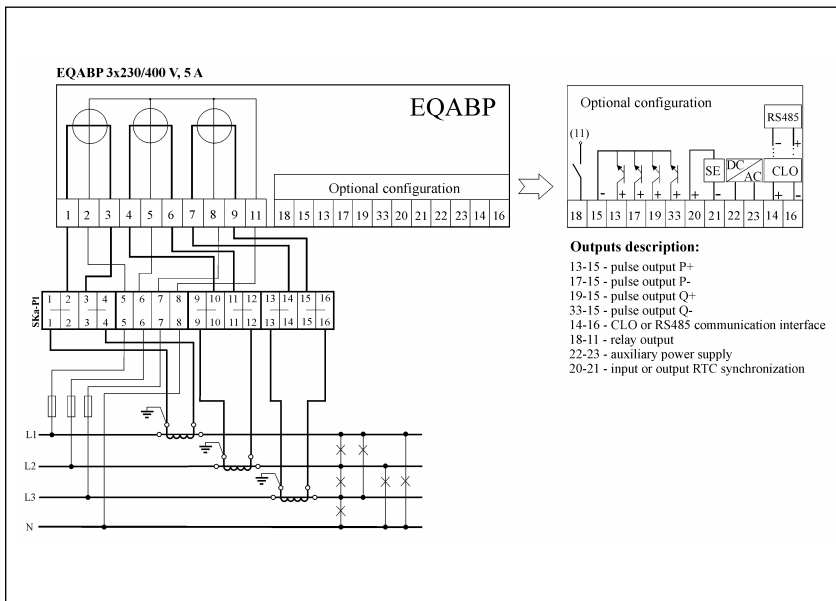 EQABP 3x230/400 V, 5 A
EQABP
Optional configuration
1 2 3 4 5 6 7 8 9 11
18 15 13 17 19 33 20 21 22 23 14 16
SKa-P1
1 2 3 4 5 6 7 8 9 10 11 12 13 14 15 16
1 2 3 4 5 6 7 8 9 10 11 12 13 14 15 16
L1
L2
L3
N
Optional configuration
RS485
(11)
- +
SE
DC
AC
CLO
- + + + + + - + -
18 15 13 17 19 33 20 21 22 23 14 16
Outputs description:
13-15 - pulse output P+
17-15 - pulse output P-
19-15 - pulse output Q+
33-15 - pulse output Q-
14-16 - CLO or RS485 communication interface
18-11 - relay output
22-23 - auxiliary power supply
20-21 - input or output RTC synchronization